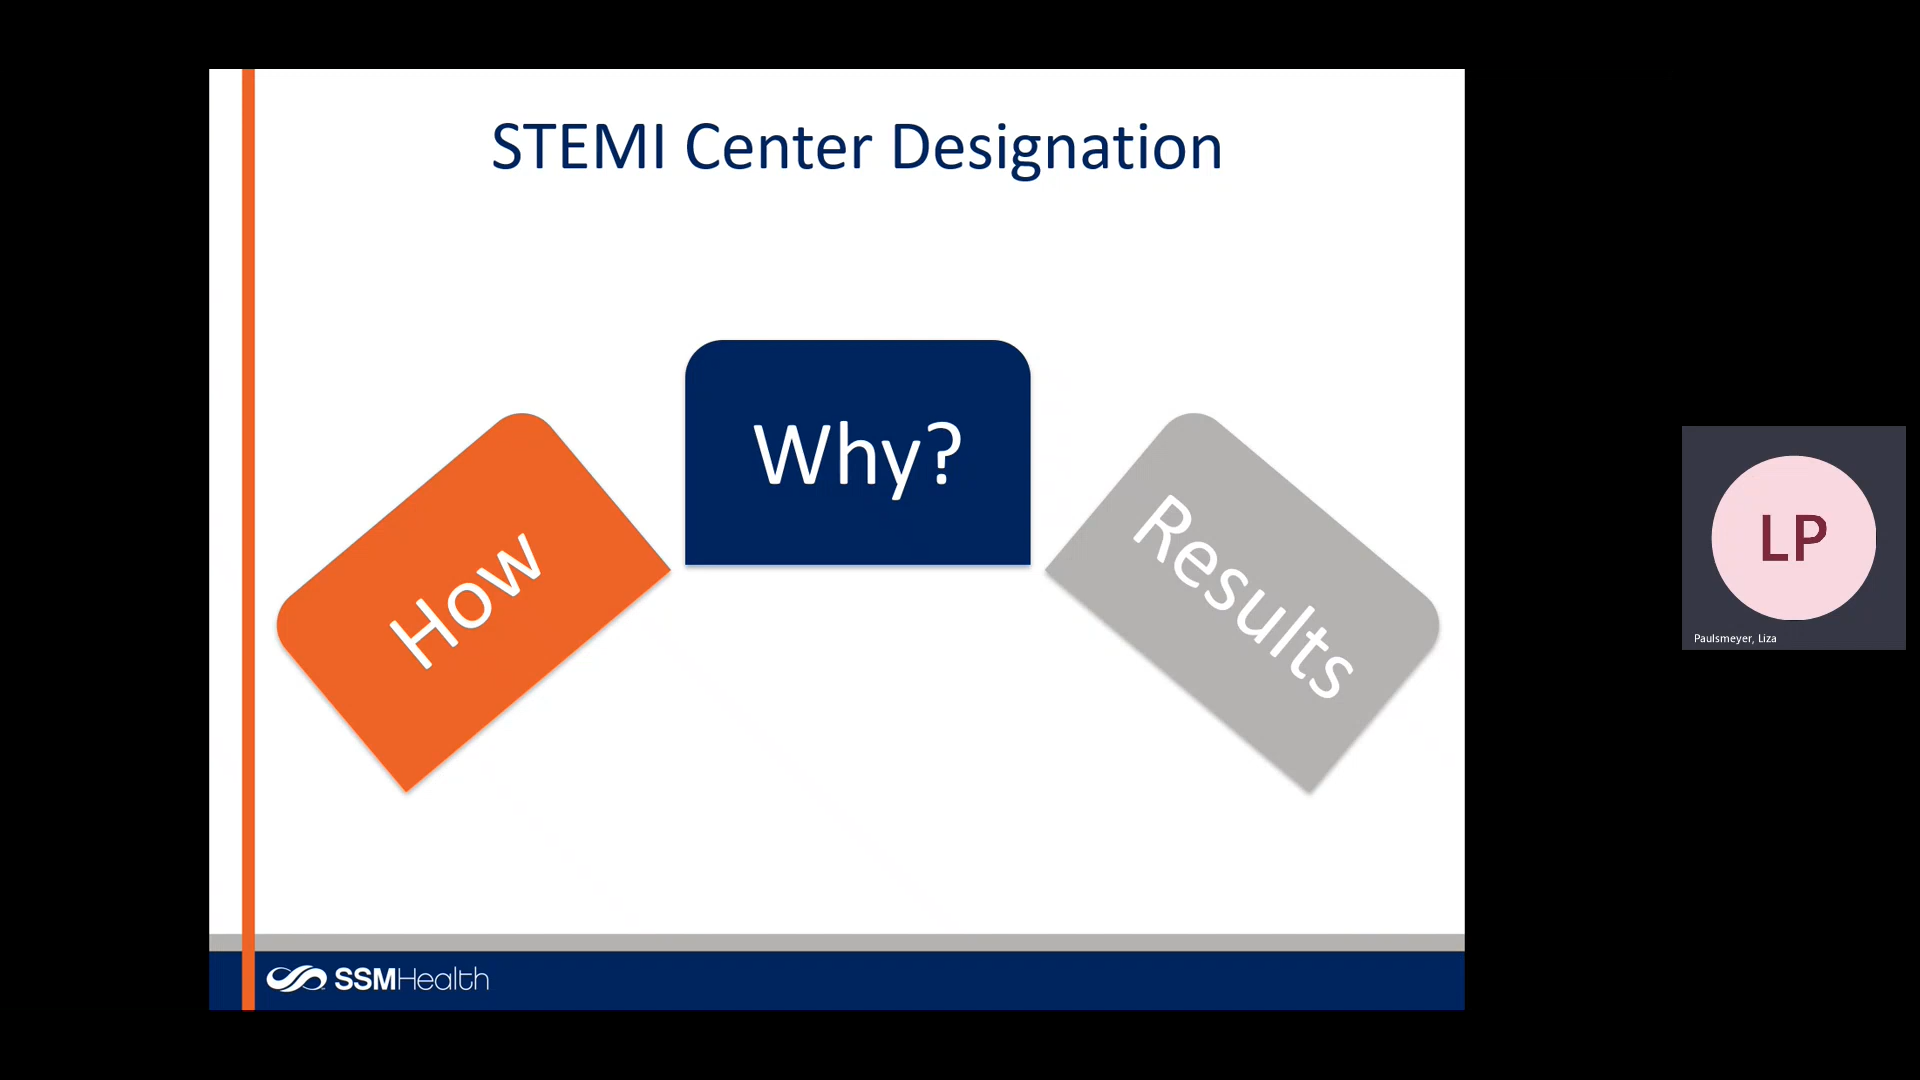 STEMI Center Designation
How
Why?
Results
LP
Paulsmeyer, Liza
SSMHealth